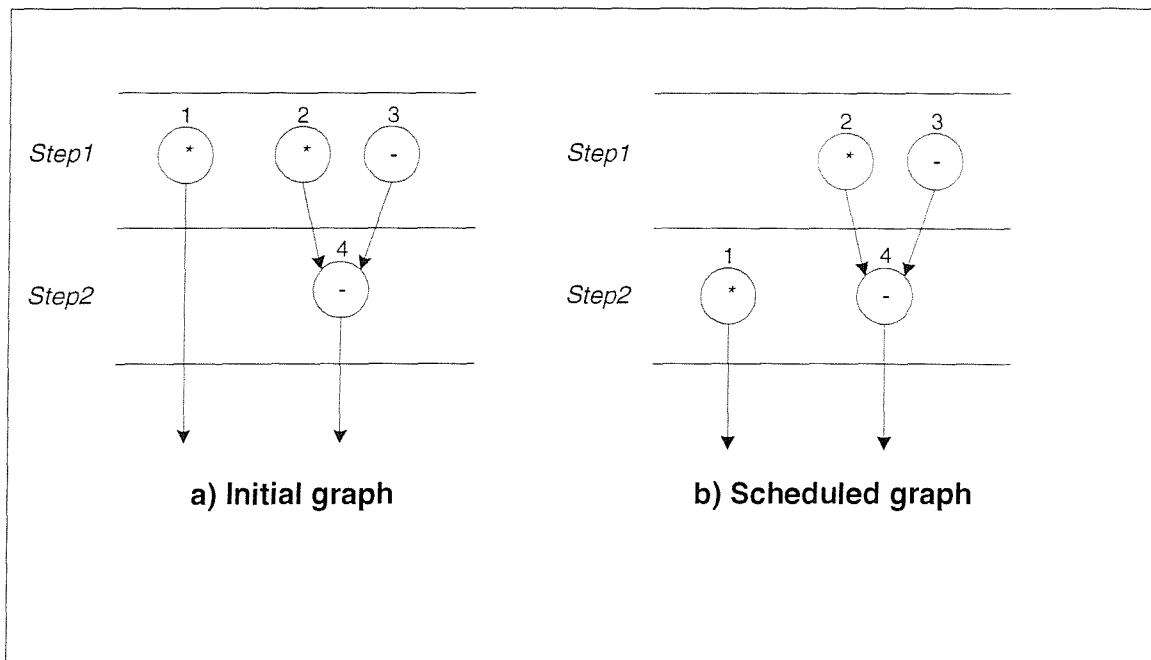 1 2 3
Step1 * * -
4
Step2 -
a) Initial graph
2 3
Step1 * -
1 4
Step2 * -
b) Scheduled graph